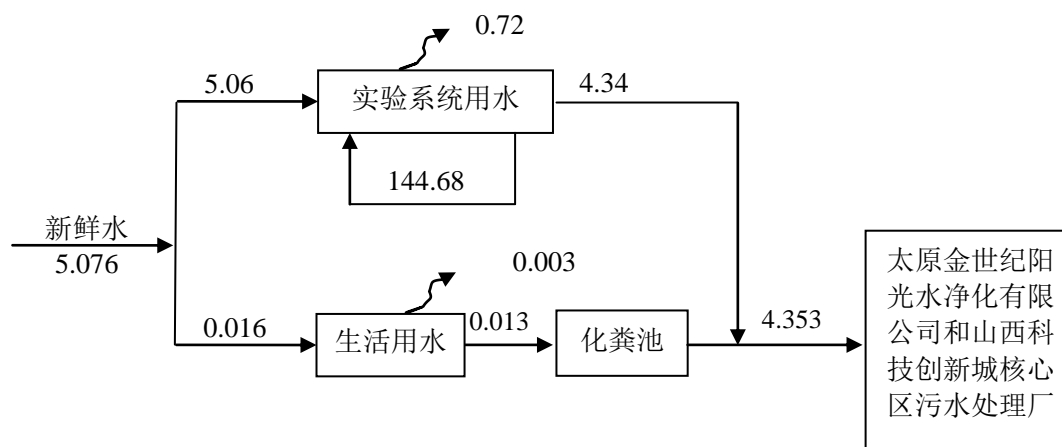 0.72
5.06
实验系统用水
4.34
144.68
新鲜水
5.076
0.003
0.016
生活用水
0.013
化粪池
4.353
太原金世纪阳
光水净化有限
公司和山西科
技创新城核心
区污水处理厂